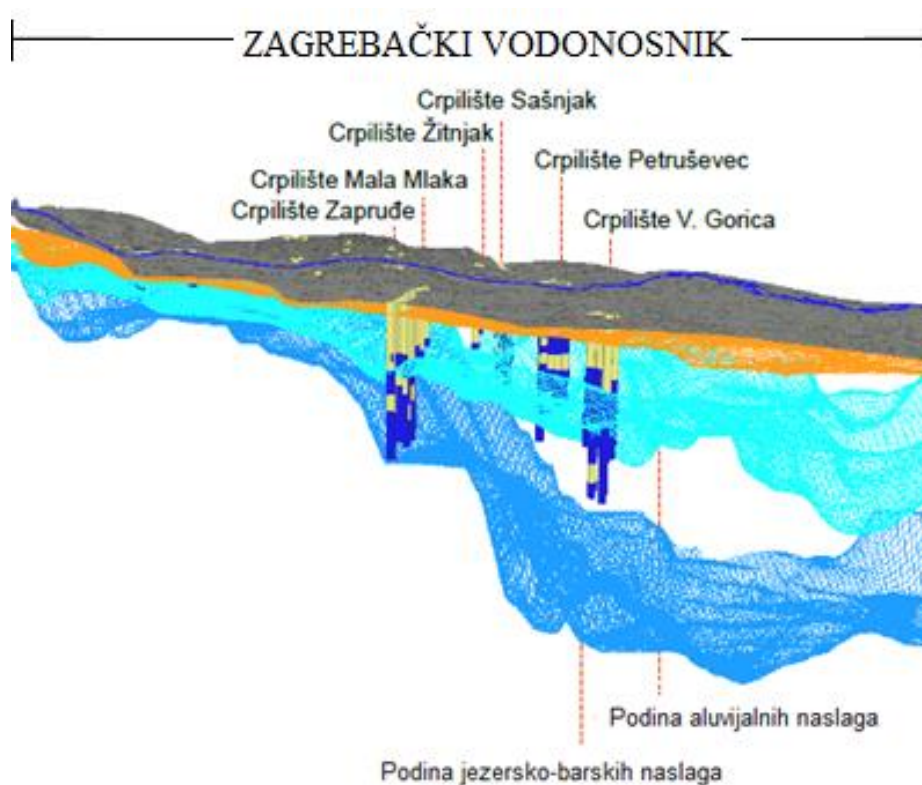 ZAGREBAČKI VODONOSNIK
Crpilište Sašnjak
Crpilište Žitnjak
Crpilište Petruševec
Crpilište Mala Mlaka
Crpilište Zapruđe
Crpilište V. Gorica
Podina aluvijalnih naslaga
Podina jezersko-barskih naslaga